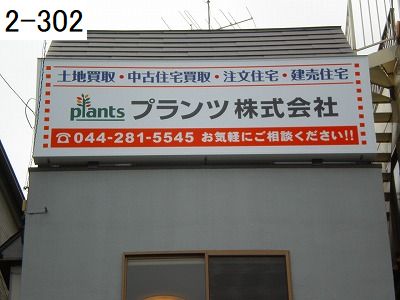 2-302
土地買取・中古住宅買取・注文住宅・建売住宅
plants プランツ株式会社
☎044-281-5545 お気軽にご相談ください!!